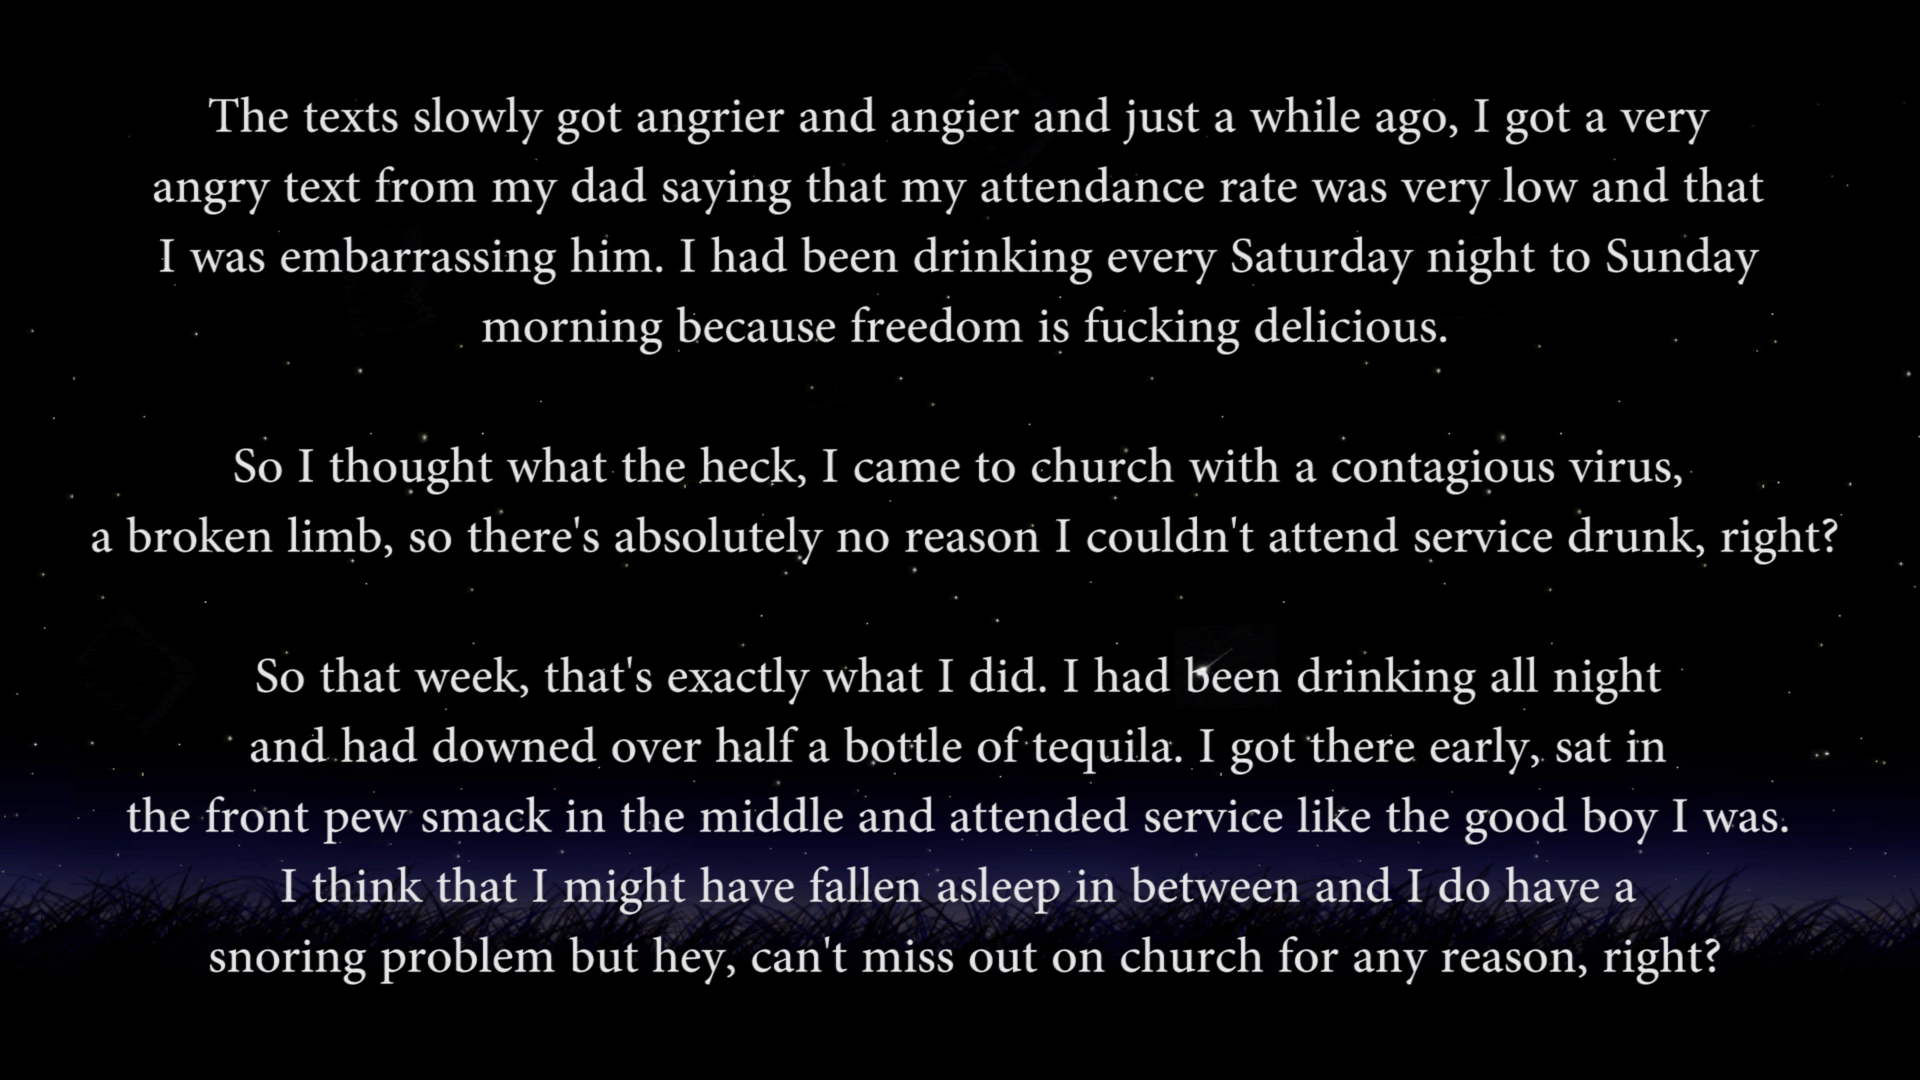 The texts slowly got angrier and angier and just a while ago, I got a very
angry text from my dad saying that my attendance rate was very low and that
I was embarrassing him. I had been drinking every Saturday night to Sunday
morning because freedom is fucking delicious.
So I thought what the heck, I came to church with a contagious virus,
a broken limb, so there's absolutely no reason I couldn't attend service drunk, right?
So that week, that's exactly what I did. I had been drinking all night
and had downed over half a bottle of tequila. I got there early, sat in
the front pew smack in the middle and attended service like the good boy I was.
I think that I might have fallen asleep in between and I do have a
snoring problem but hey, can't miss out on church for any reason, right?